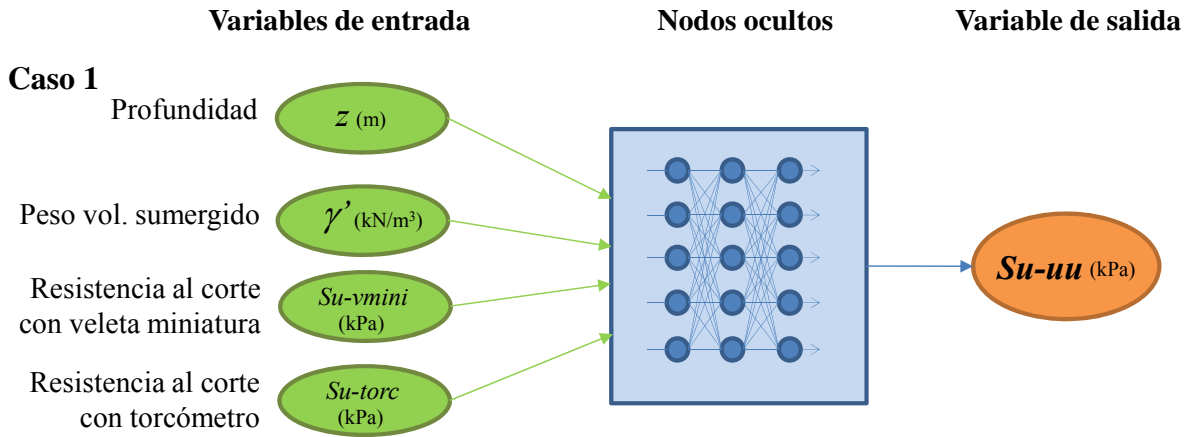 Variables de entrada
Nodos ocultos
Variable de salida
Caso 1
Profundidad
z (m)
Peso vol. sumergido
γ’ (kN/m³)
Resistencia al corte
con veleta miniatura
Su-vmini
(kPa)
Resistencia al corte
con torcómetro
Su-torc
(kPa)
Su-uu (kPa)